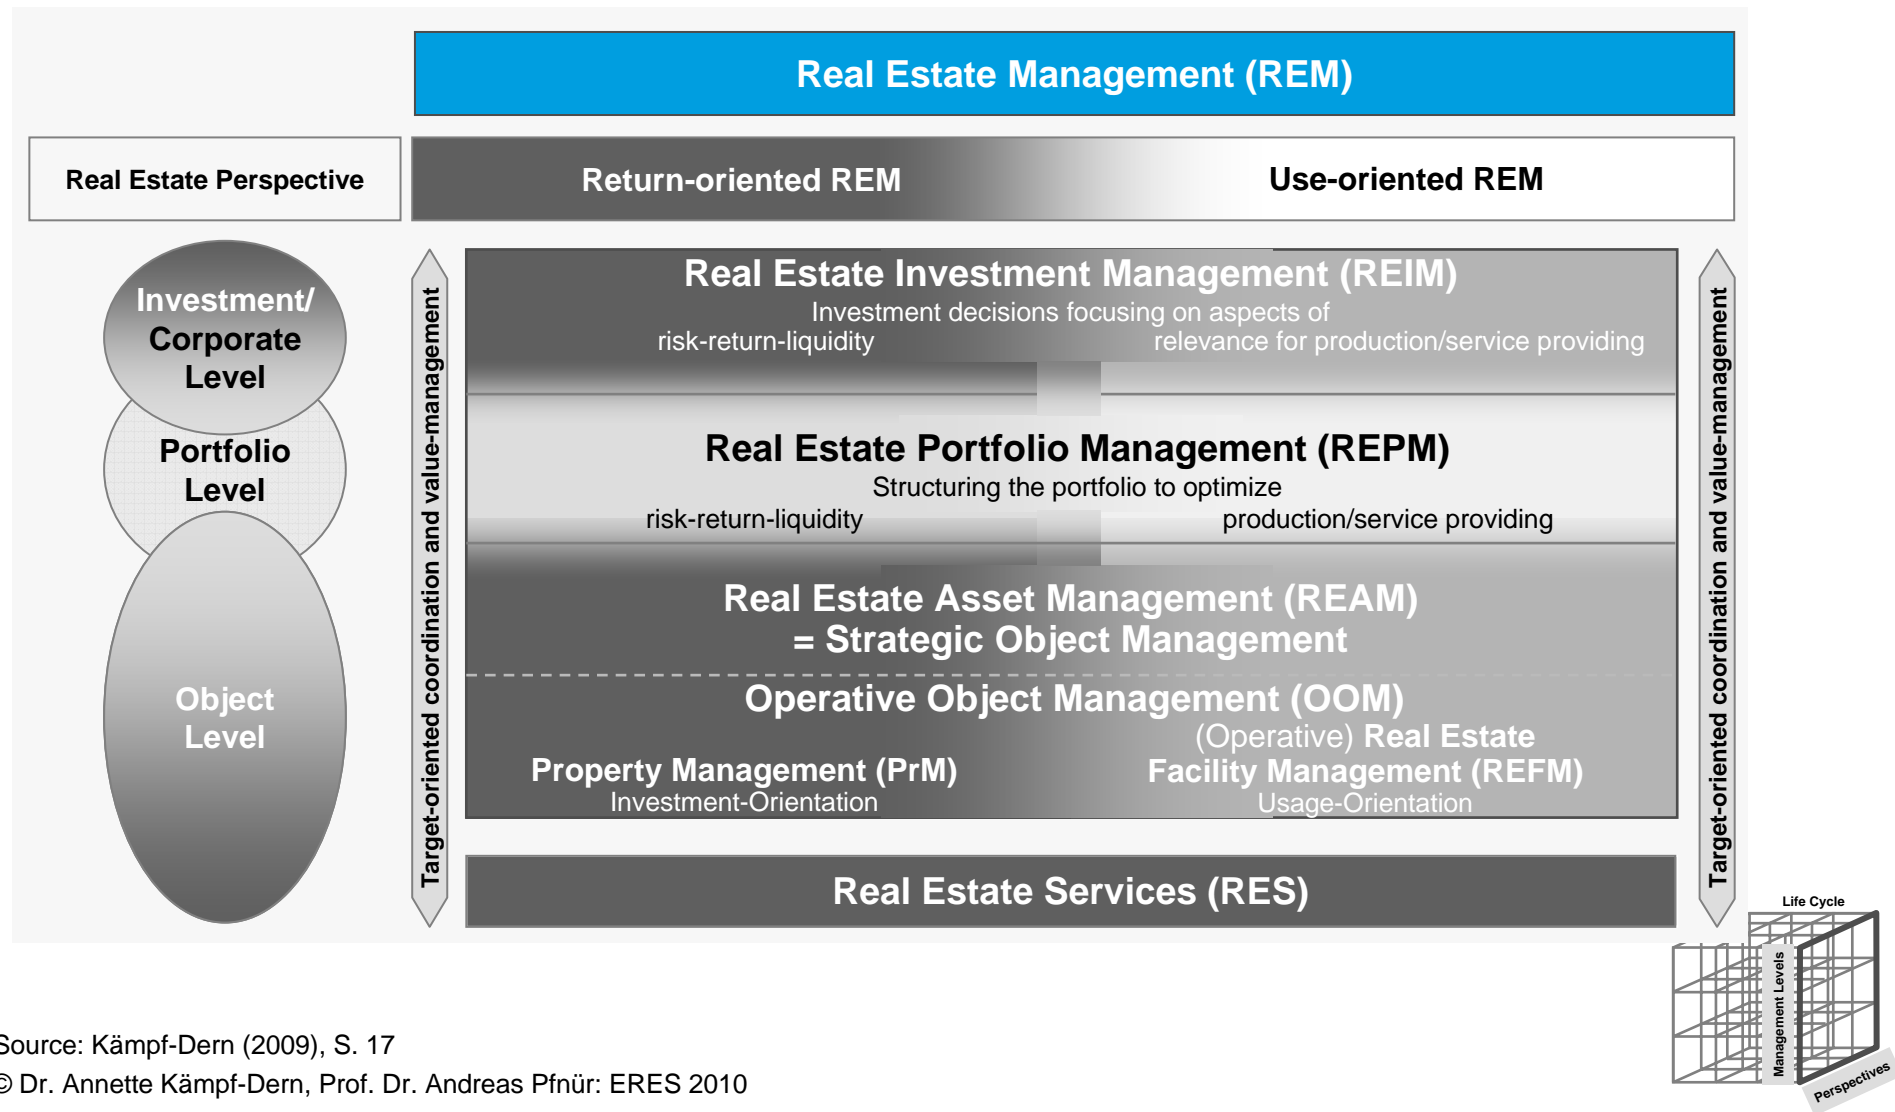 Real Estate Management (REM)
Real Estate Perspective
Return-oriented REM
Use-oriented REM
Investment/
Corporate
Level
Portfolio
Level
Object
Level
Target-oriented coordination and value-management
Real Estate Investment Management (REIM)
Investment decisions focusing on aspects of
risk-return-liquidity
relevance for production/service providing
Real Estate Portfolio Management (REPM)
Structuring the portfolio to optimize
risk-return-liquidity
production/service providing
Real Estate Asset Management (REAM)
= Strategic Object Management
Operative Object Management (OOM)
Property Management (PrM)
Investment-Orientation
(Operative) Real Estate
Facility Management (REFM)
Usage-Orientation
Target-oriented coordination and value-management
Real Estate Services (RES)
Life Cycle
Management Levels
Perspectives
Source: Kämpf-Dern (2009), S. 17
© Dr. Annette Kämpf-Dern, Prof. Dr. Andreas Pfnür: ERES 2010